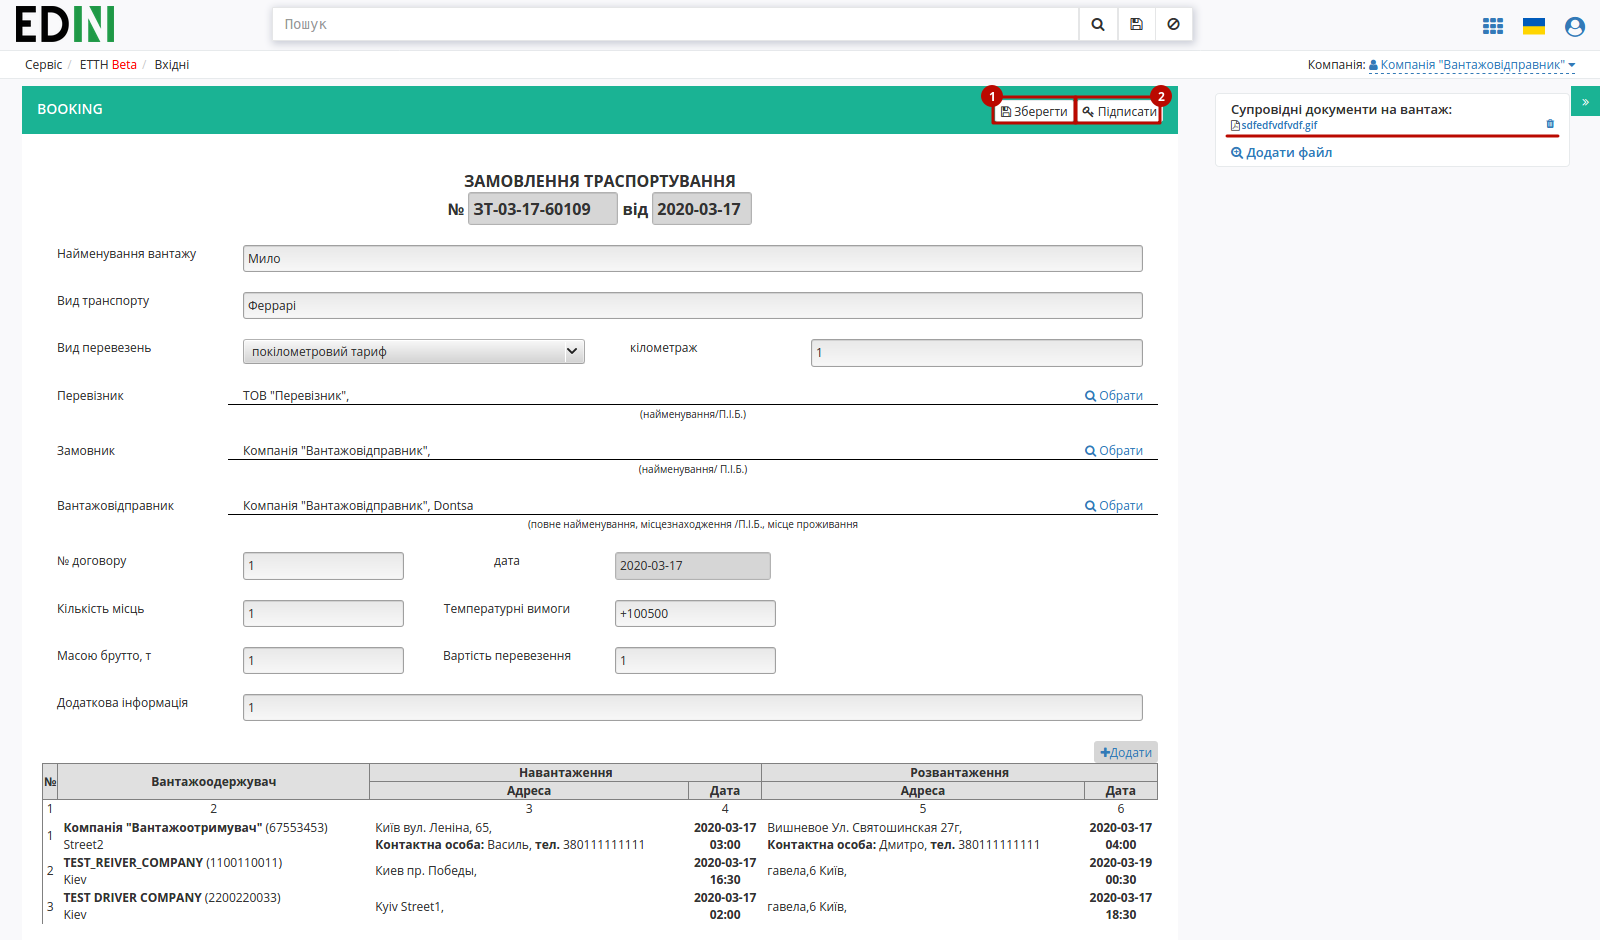 EDIN
Пошук
Сервіс / ЕТТН Beta / Вхідні
Компанія: Компанія "Вантажовідправник"
BOOKING
1
Зберегти
Підписати
2
»
Супровідні документи на вантаж:
sdfedfvdfvdf.gif
Додати файл
ЗАМОВЛЕННЯ ТРАСПОРТУВАННЯ
№ ЗТ-03-17-60109 від 2020-03-17
Найменування вантажу Мило
Вид транспорту Феррарі
Вид перевезень покілометровий тариф кілометраж 1
Перевізник ТОВ "Перевізник", Обрати
(найменування/П.І.Б.)
Замовник Компанія "Вантажовідправник", Обрати
(найменування/ П.І.Б.)
Вантажовідправник Компанія "Вантажовідправник", Dontsa Обрати
(повне найменування, місцезнаходження /П.І.Б., місце проживання
№ договору 1 дата 2020-03-17
Кількість місць 1 Температурні вимоги +100500
Масою брутто, т 1 Вартість перевезення 1
Додаткова інформація 1
Додати
№ Вантажоодержувач Навантаження Розвантаження
Адреса Дата Адреса Дата
1 2 3 4 5 6
1 Компанія "Вантажоотримувач" (67553453) Київ вул. Леніна, 65, 2020-03-17 Вишневое Ул. Святошинская 27г, 2020-03-17
Street2 Контактна особа: Василь, тел. 380111111111 03:00 Контактна особа: Дмитро, тел. 380111111111 04:00
2 TEST_REIVER_COMPANY (1100110011) Киев пр. Победы, 2020-03-17 гавела,6 Київ, 2020-03-19
Kiev 16:30 00:30
3 TEST DRIVER COMPANY (2200220033) Kyiv Street1, 2020-03-17 гавела,6 Київ, 2020-03-17
Kiev 02:00 18:30